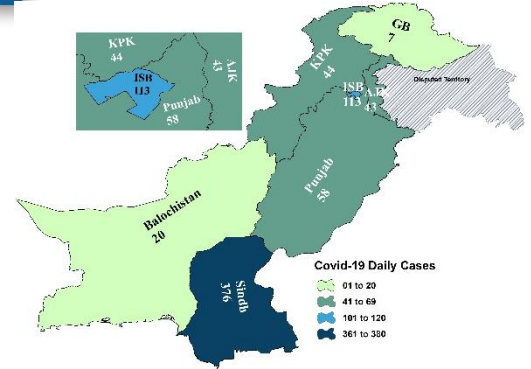 KPK
44
AJK
43
ISB
113
Punjab
58
GB
7
KPK
44
Disputed Territory
ISB
113
AJK
43
Punjab
58
Balochistan
20
Sindh
376
Covid-19 Daily Cases
01 to 20
41 to 69
101 to 120
361 to 380